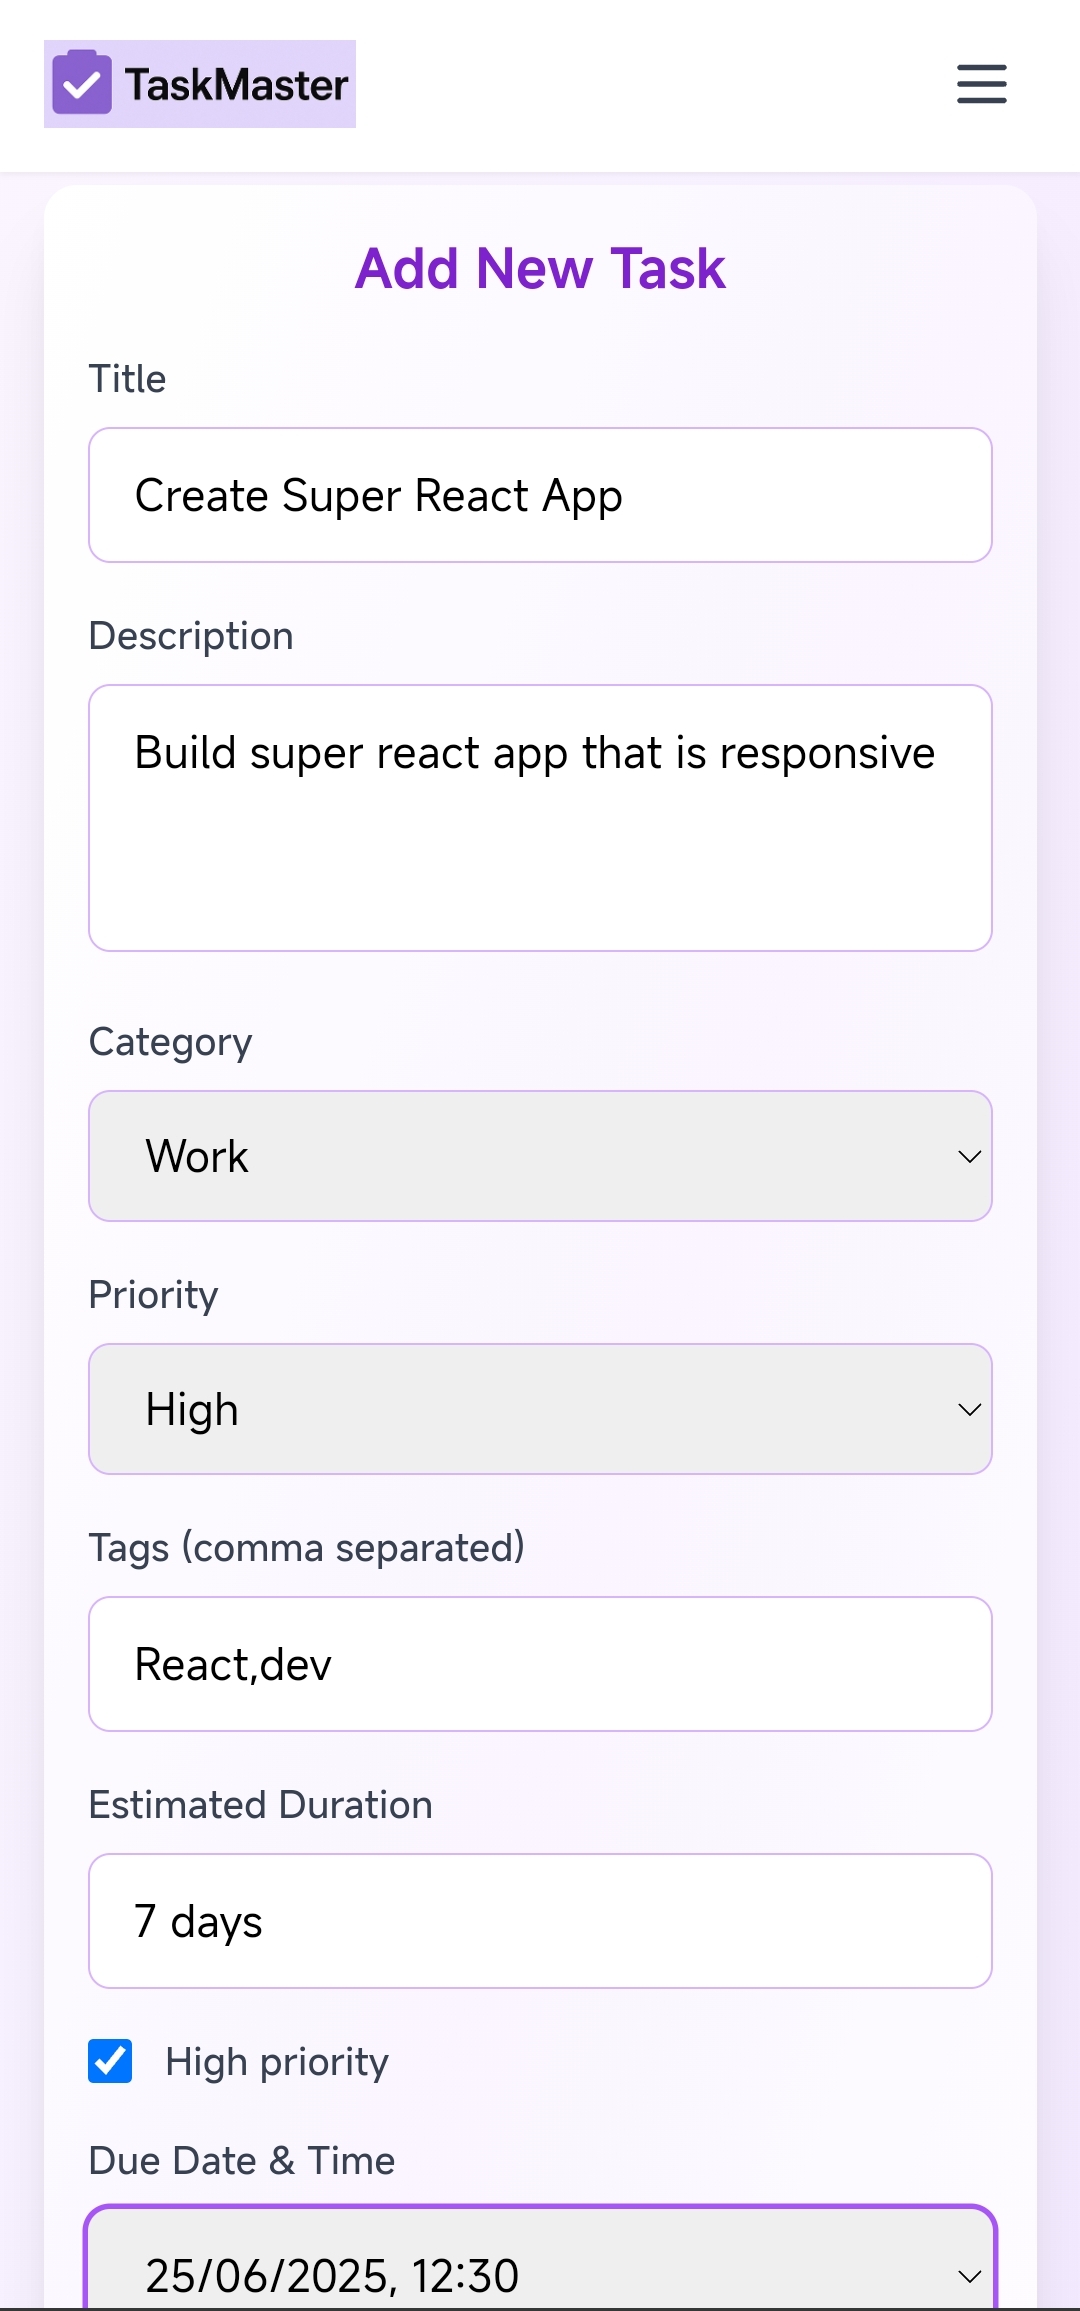 TaskMaster
Add New Task
Title
Create Super React App
Description
Build super react app that is responsive
Category
Work
Priority
High
Tags (comma separated)
React,dev
Estimated Duration
7 days
High priority
Due Date & Time
25/06/2025, 12:30